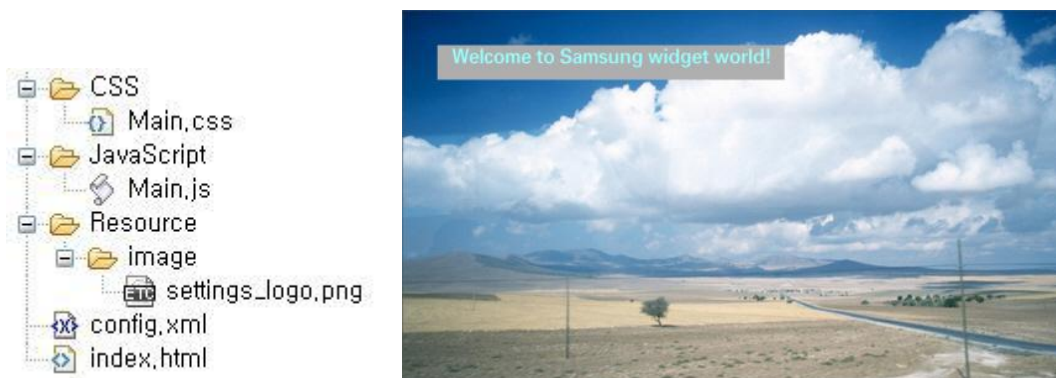 CSS
Main.css
JavaScript
Main.js
Resource
image
ETC
settings_logo.png
config.xml
index.html
Welcome to Samsung widget world!